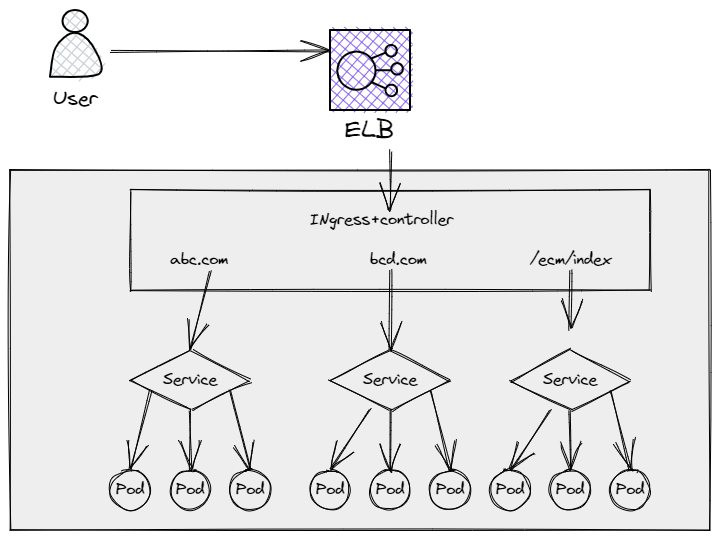 User
ELB
INgress+controller
abc.com
bcd.com
/ecm/index
Service
Service
Service
Pod
Pod
Pod
Pod
Pod
Pod
Pod
Pod
Pod